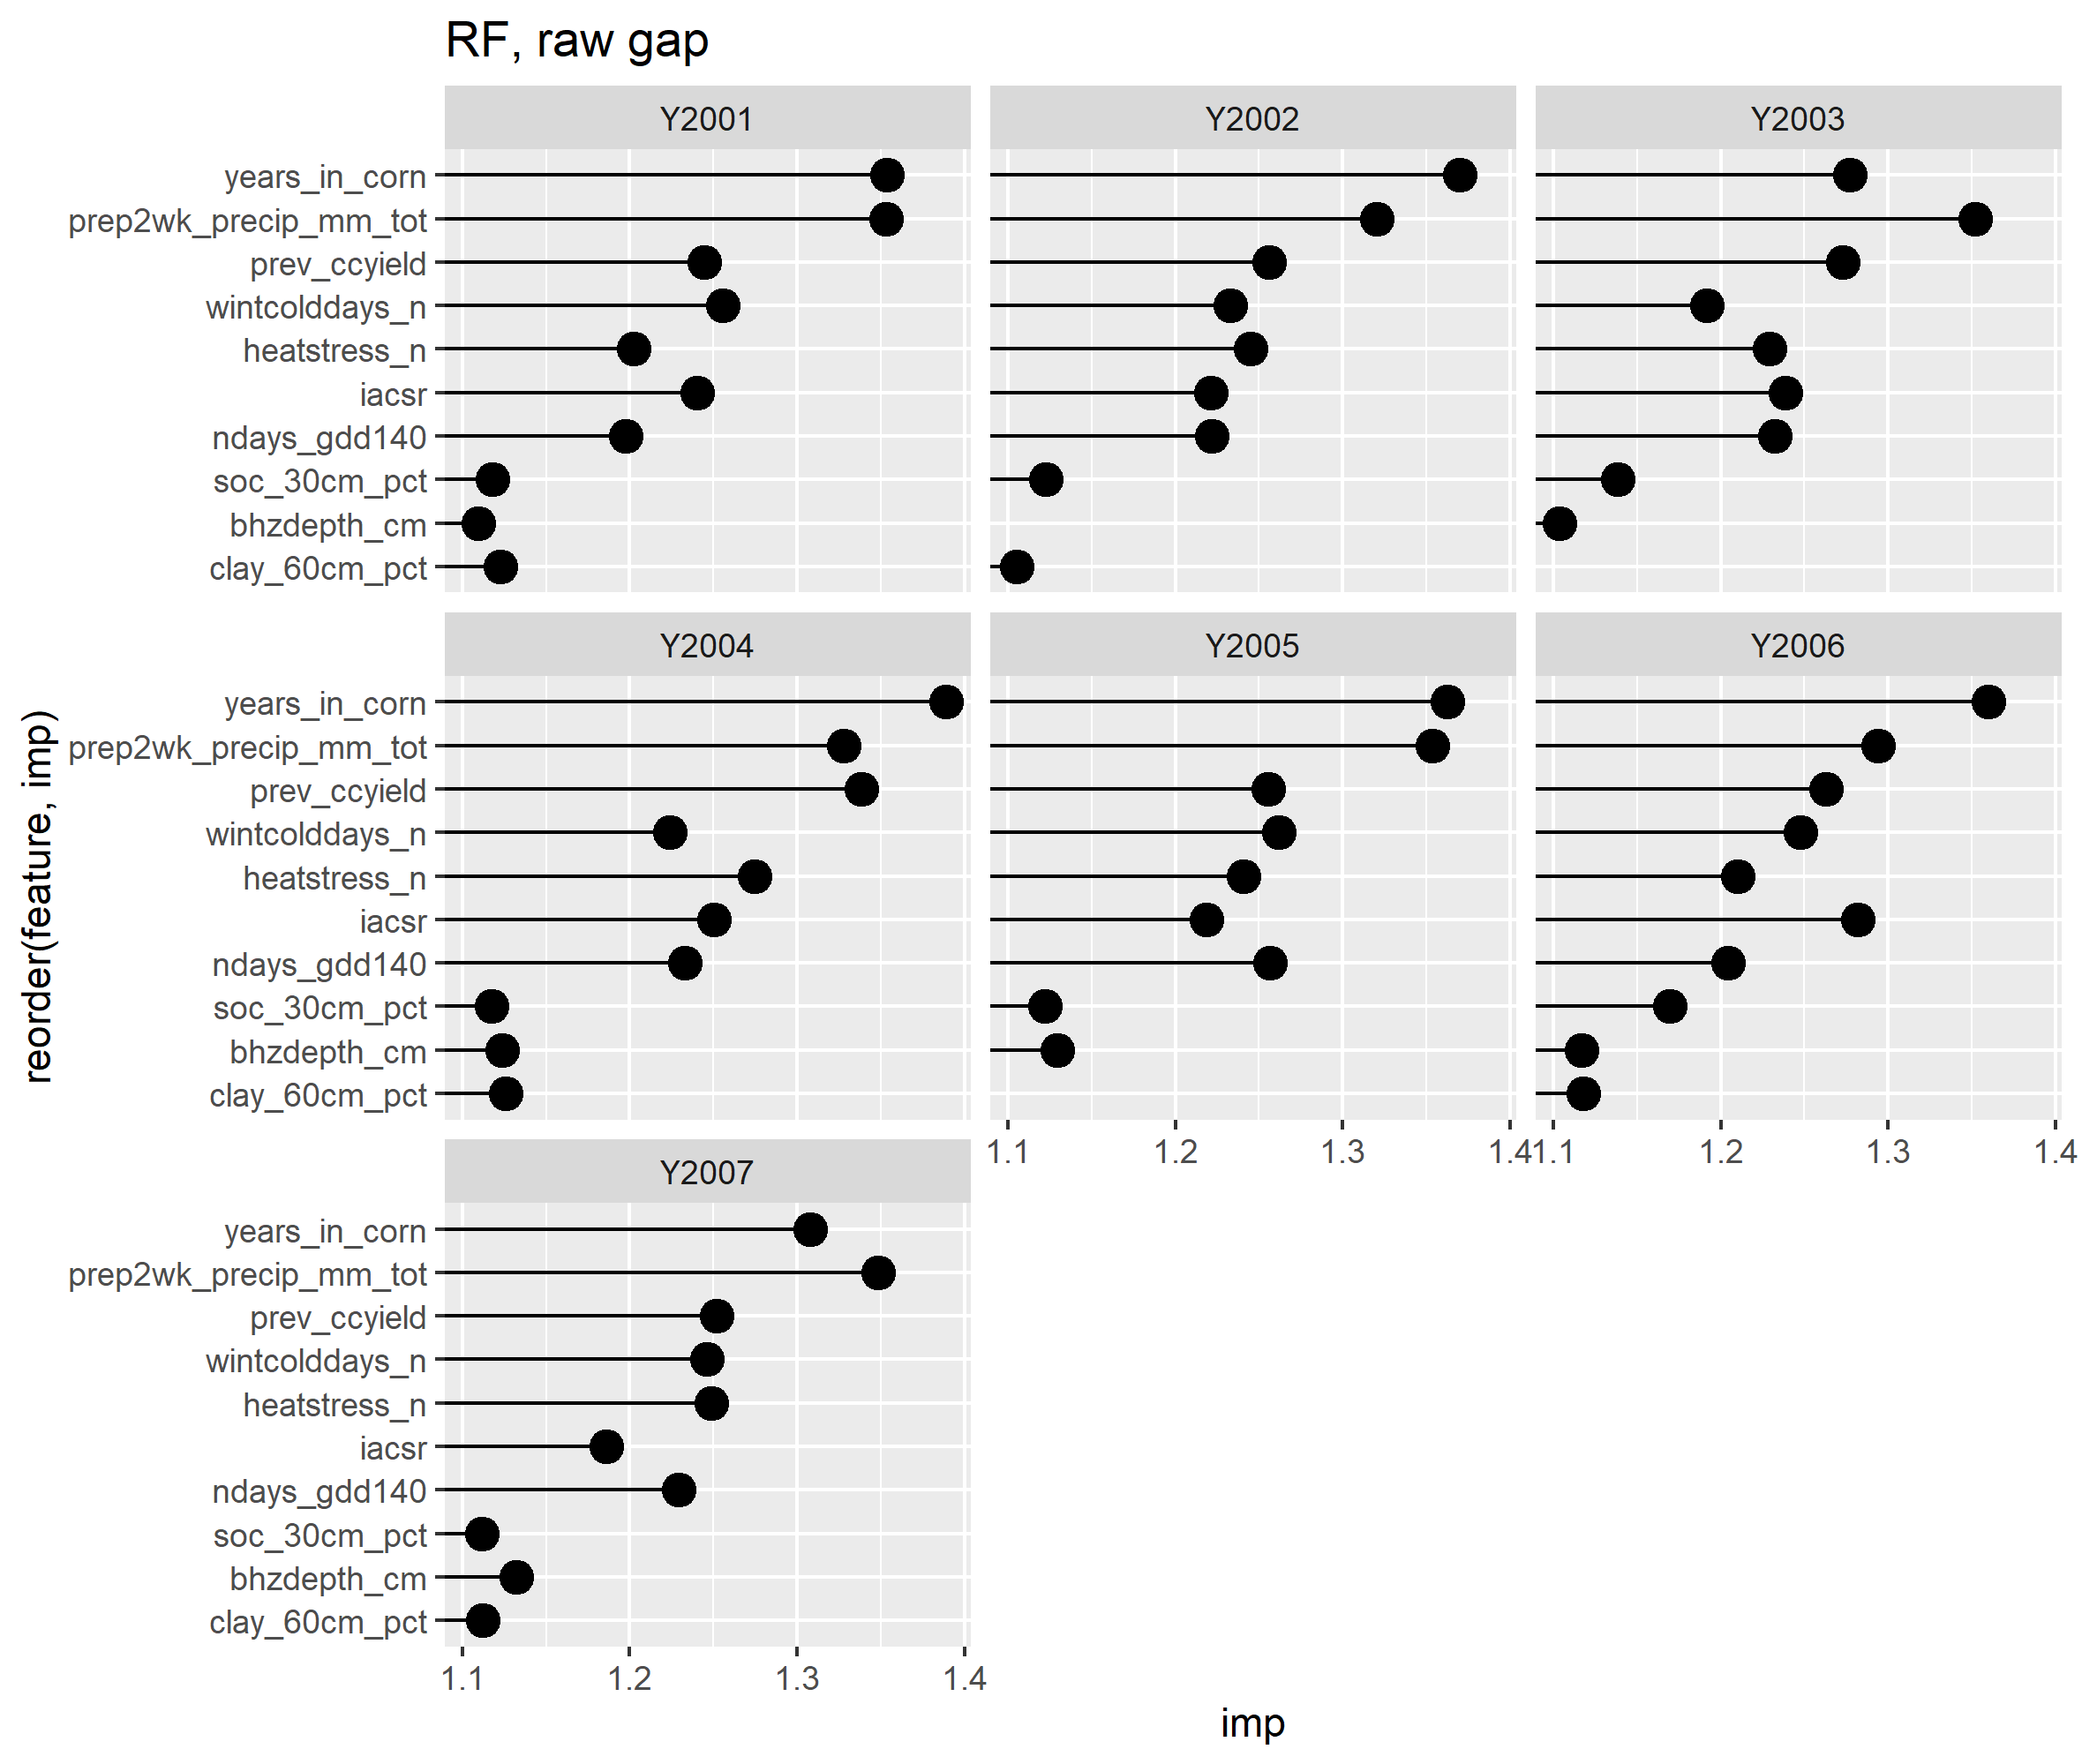 RF, raw gap
Y2001
Y2002
Y2003
years_in_corn
prep2wk_precip_mm_tot
prev_ccyield
wintcolddays_n
heatstress_n
iacsr
ndays_gdd140
soc_30cm_pct
bhzdepth_cm
clay_60cm_pct
Y2004
Y2005
Y2006
reorder(feature, imp)
years_in_corn
prep2wk_precip_mm_tot
prev_ccyield
wintcolddays_n
heatstress_n
iacsr
ndays_gdd140
soc_30cm_pct
bhzdepth_cm
clay_60cm_pct
1.1 1.2 1.3 1.4
1.1 1.2 1.3 1.4
Y2007
years_in_corn
prep2wk_precip_mm_tot
prev_ccyield
wintcolddays_n
heatstress_n
iacsr
ndays_gdd140
soc_30cm_pct
bhzdepth_cm
clay_60cm_pct
1.1 1.2 1.3 1.4
imp